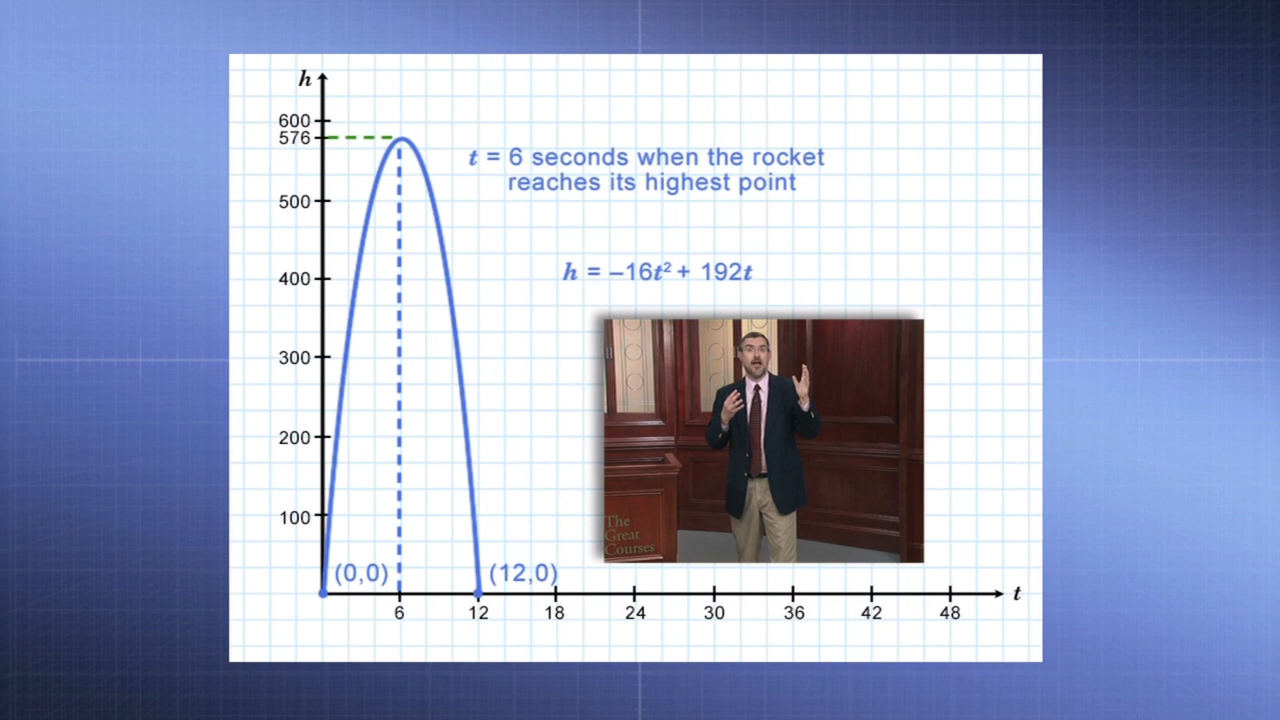 h
600
576
500
400
300
200
100
t = 6 seconds when the rocket
reaches its highest point
h = –16t² + 192t
The
Great
Courses
(0,0)
(12,0)
6 12 18 24 30 36 42 48 t